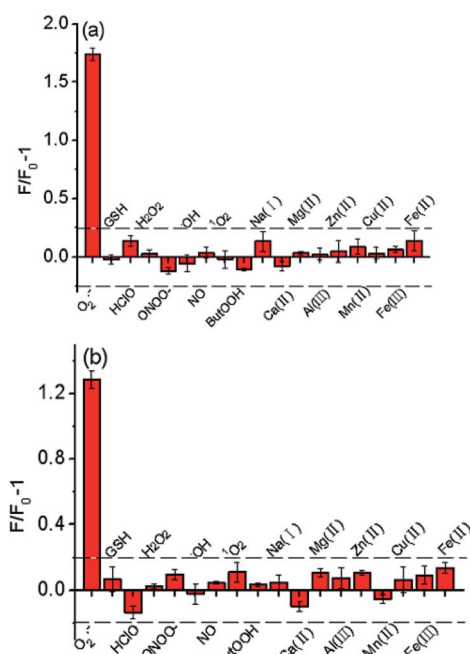 (a)
2.0
1.5
1.0
0.5
0.0
F/F0-1
GSH
H2O2
·OH
1O2
Na(I)
Mg(II)
Zn(II)
Cu(II)
Fe(II)
O2·-
HClO
ONOO-
NO
ButOOH
Ca(II)
Al(III)
Mn(II)
Fe(III)
(b)
1.2
0.8
0.4
0.0
F/F0-1
GSH
H2O2
·OH
1O2
Na(I)
Mg(II)
Zn(II)
Cu(II)
Fe(II)
O2·-
HClO
ONOO-
NO
utOOH
Ca(II)
Al(III)
Mn(II)
Fe(III)